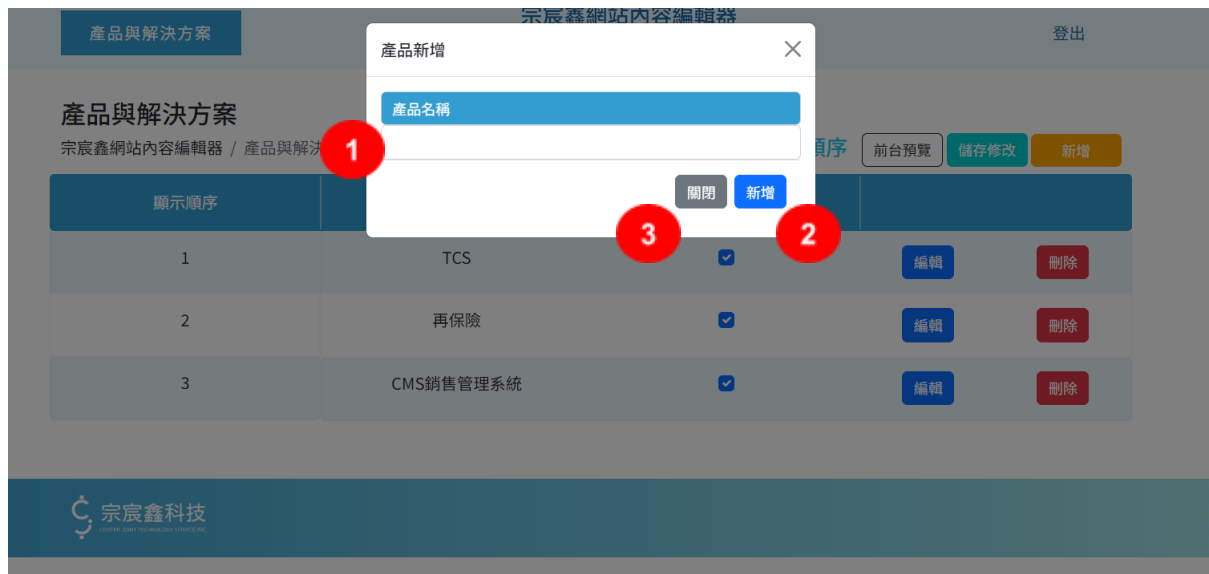 產品與解決方案
宗宸鑫網站內容編輯器
登出
產品新增
產品名稱
1
關閉
新增
3
2
產品與解決方案
宗宸鑫網站內容編輯器 / 產品與解決
順序
前台預覽
儲存修改
新增
顯示順序
1 TCS 編輯 刪除
2 再保險 編輯 刪除
3 CMS銷售管理系統 編輯 刪除
宗宸鑫科技